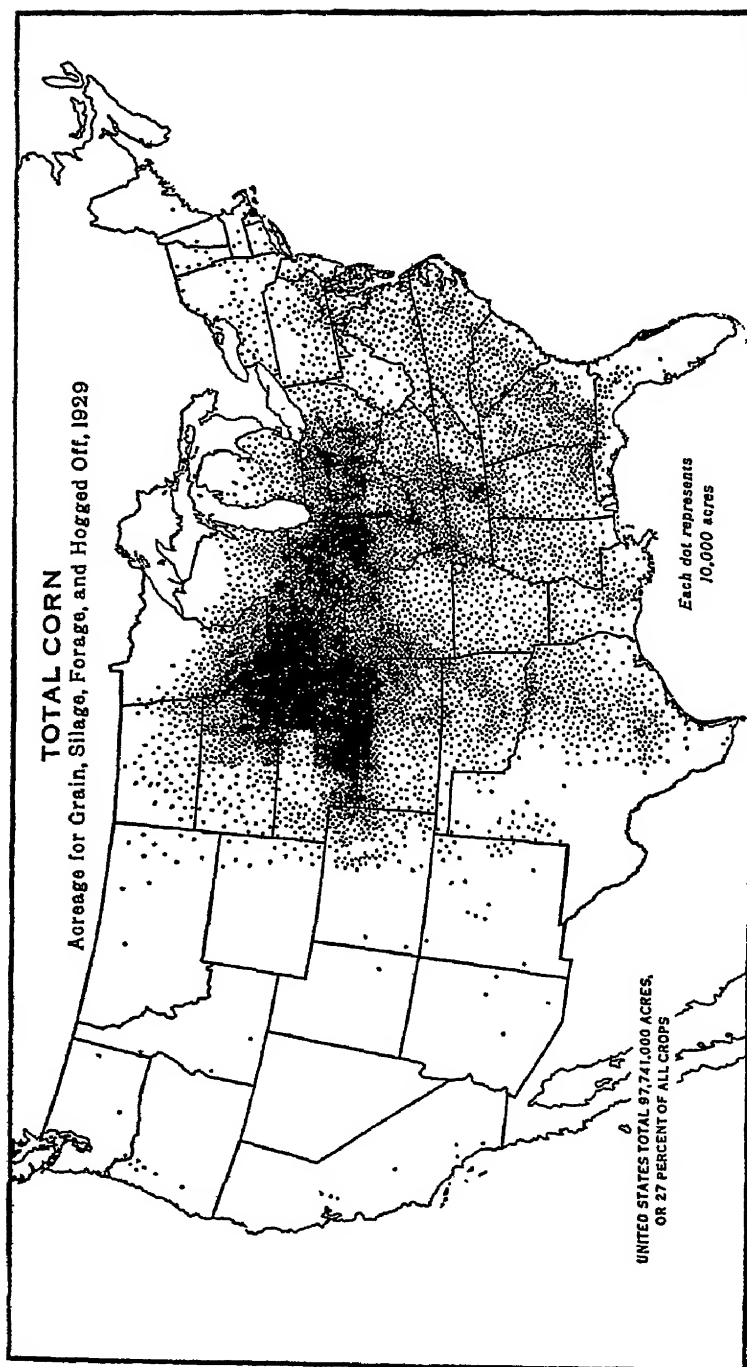 TOTAL CORN
Acreage for Grain, Silage, Forage, and Hogged Off, 1929
Each dot represents
10,000 acres
UNITED STATES TOTAL 97,741,000 ACRES,
OR 27 PERCENT OF ALL CROPS